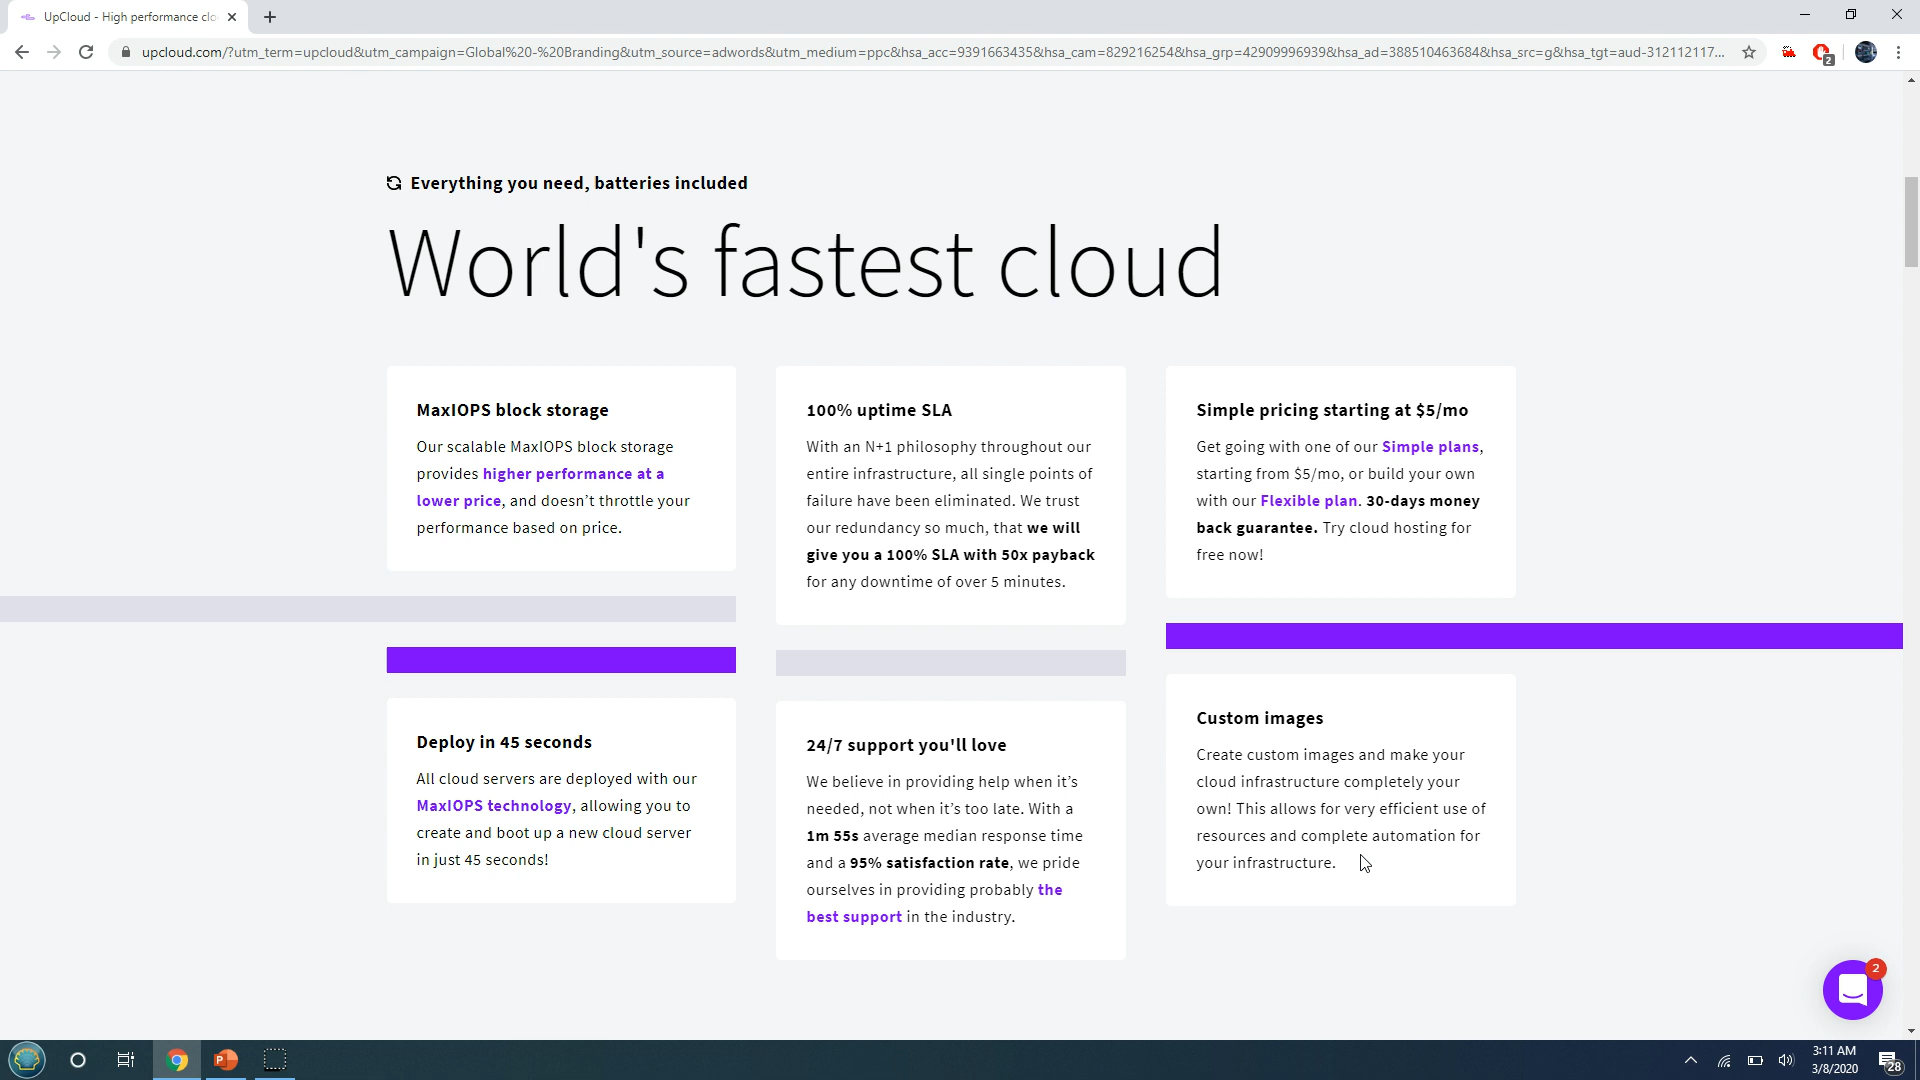 UpCloud - High performance clo
upcloud.com/?utm_term=upcloud&utm_campaign=Global%20-%20Branding&utm_source=adwords&utm_medium=ppc&hsa_acc=9391663435&hsa_cam=829216254&hsa_grp=42909996939&hsa_ad=388510463684&hsa_src=g&hsa_tgt=aud-312112117...
2
Everything you need, batteries included
World's fastest cloud
MaxIOPS block storage
Our scalable MaxIOPS block storage
provides higher performance at a
lower price, and doesn’t throttle your
performance based on price.
100% uptime SLA
With an N+1 philosophy throughout our
entire infrastructure, all single points of
failure have been eliminated. We trust
our redundancy so much, that we will
give you a 100% SLA with 50x payback
for any downtime of over 5 minutes.
Simple pricing starting at $5/mo
Get going with one of our Simple plans,
starting from $5/mo, or build your own
with our Flexible plan. 30-days money
back guarantee. Try cloud hosting for
free now!
Deploy in 45 seconds
All cloud servers are deployed with our
MaxIOPS technology, allowing you to
create and boot up a new cloud server
in just 45 seconds!
24/7 support you'll love
We believe in providing help when it’s
needed, not when it’s too late. With a
1m 55s average median response time
and a 95% satisfaction rate, we pride
ourselves in providing probably the
best support in the industry.
Custom images
Create custom images and make your
cloud infrastructure completely your
own! This allows for very efficient use of
resources and complete automation for
your infrastructure.
2
P
3:11 AM
3/8/2020
28